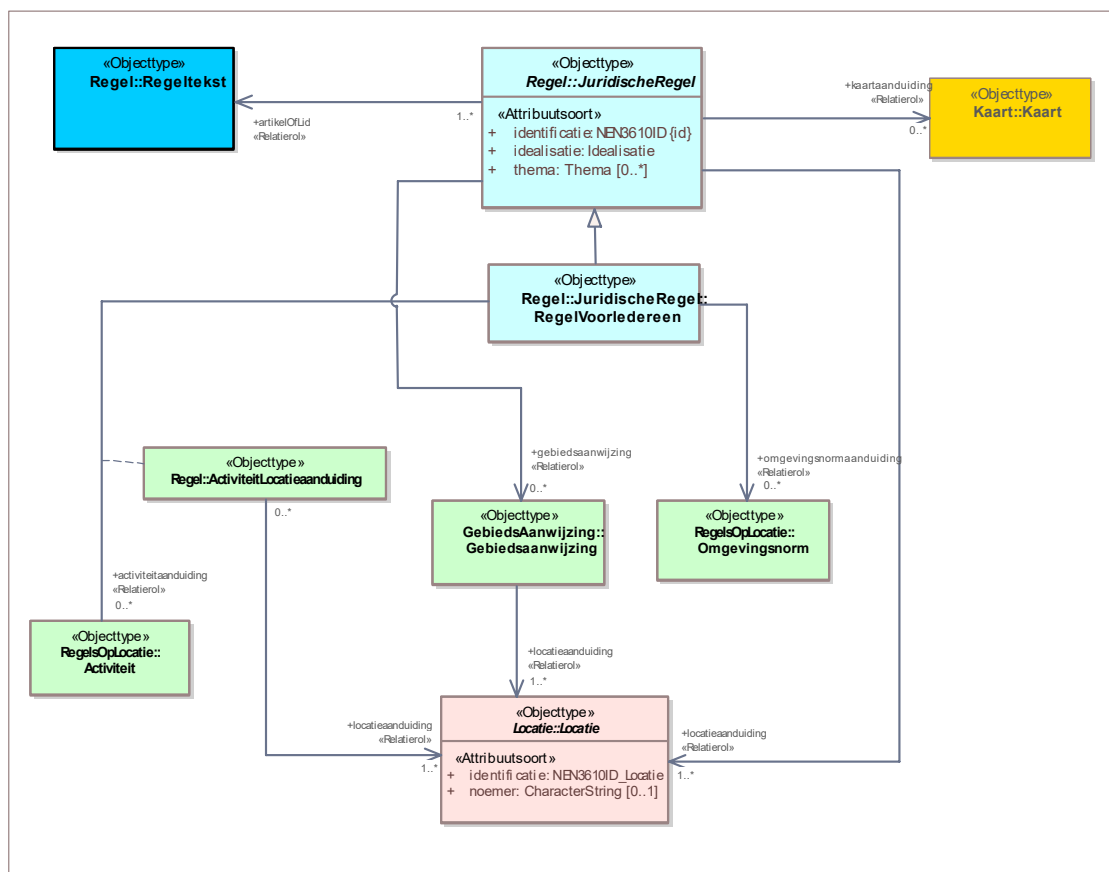 «Objecttype»
Regel::Regeltekst
«Objecttype»
Regel::JuridischeRegel
«Attribuutsoort»
+ identificatie: NEN3610ID {id}
+ idealisatie: Idealisatie
+ thema: Thema [0..*]
+kaartaanduiding
«Relatierol»
0..*
«Objecttype»
Kaart::Kaart
1..*
+artikelOfLid
«Relatierol»
«Objecttype»
Regel::JuridischeRegel::
RegelVoorIedereen
«Objecttype»
Regel::ActiviteitLocatieaanduiding
0..*
+gebiedsaanwijzing
«Relatierol»
0..*
+omgevingsnormaanduiding
«Relatierol»
0..*
«Objecttype»
GebiedsAanwijzing::
Gebiedsaanwijzing
«Objecttype»
RegelsOpLocatie::
Omgevingsnorm
+activiteitaanduiding
«Relatierol»
0..*
«Objecttype»
RegelsOpLocatie::
Activiteit
+locatieaanduiding
«Relatierol»
1..*
+locatieaanduiding
«Relatierol»
1..*
«Objecttype»
Locatie::Locatie
«Attribuutsoort»
+ identificatie: NEN3610ID_Locatie
+ noemer: CharacterString [0..1]
+locatieaanduiding
«Relatierol»
1..*